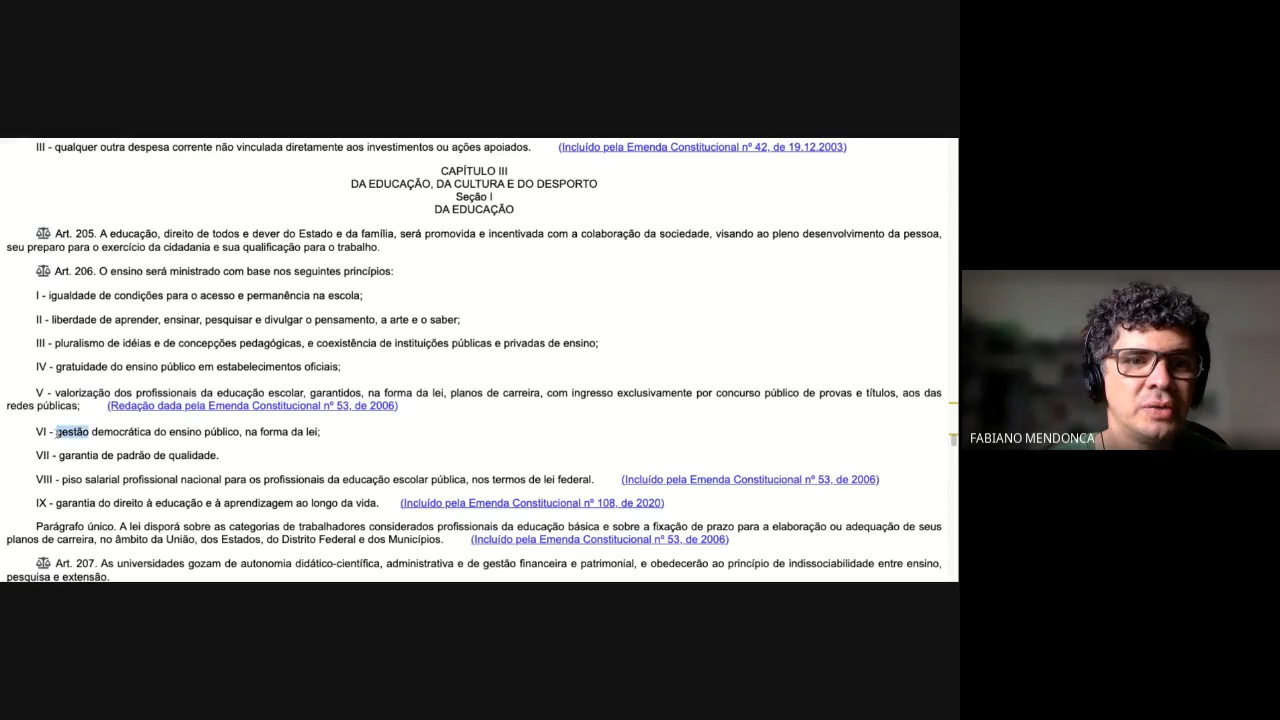 III - qualquer outra despesa corrente não vinculada diretamente aos investimentos ou ações apoiados. (Incluído pela Emenda Constitucional nº 42, de 19.12.2003)
CAPÍTULO III
DA EDUCAÇÃO, DA CULTURA E DO DESPORTO
Seção I
DA EDUCAÇÃO
Art. 205. A educação, direito de todos e dever do Estado e da família, será promovida e incentivada com a colaboração da sociedade, visando ao pleno desenvolvimento da pessoa,
seu preparo para o exercício da cidadania e sua qualificação para o trabalho.
Art. 206. O ensino será ministrado com base nos seguintes princípios:
I - igualdade de condições para o acesso e permanência na escola;
II - liberdade de aprender, ensinar, pesquisar e divulgar o pensamento, a arte e o saber;
III - pluralismo de idéias e de concepções pedagógicas, e coexistência de instituições públicas e privadas de ensino;
IV - gratuidade do ensino público em estabelecimentos oficiais;
V - valorização dos profissionais da educação escolar, garantidos, na forma da lei, planos de carreira, com ingresso exclusivamente por concurso público de provas e títulos, aos das
redes públicas; (Redação dada pela Emenda Constitucional nº 53, de 2006)
VI - gestão democrática do ensino público, na forma da lei;
VII - garantia de padrão de qualidade.
VIII - piso salarial profissional nacional para os profissionais da educação escolar pública, nos termos de lei federal. (Incluído pela Emenda Constitucional nº 53, de 2006)
IX - garantia do direito à educação e à aprendizagem ao longo da vida. (Incluído pela Emenda Constitucional nº 108, de 2020)
Parágrafo único. A lei disporá sobre as categorias de trabalhadores considerados profissionais da educação básica e sobre a fixação de prazo para a elaboração ou adequação de seus
planos de carreira, no âmbito da União, dos Estados, do Distrito Federal e dos Municípios. (Incluído pela Emenda Constitucional nº 53, de 2006)
Art. 207. As universidades gozam de autonomia didático-científica, administrativa e de gestão financeira e patrimonial, e obedecerão ao princípio de indissociabilidade entre ensino,
pesquisa e extensão.
FABIANO MENDONCA